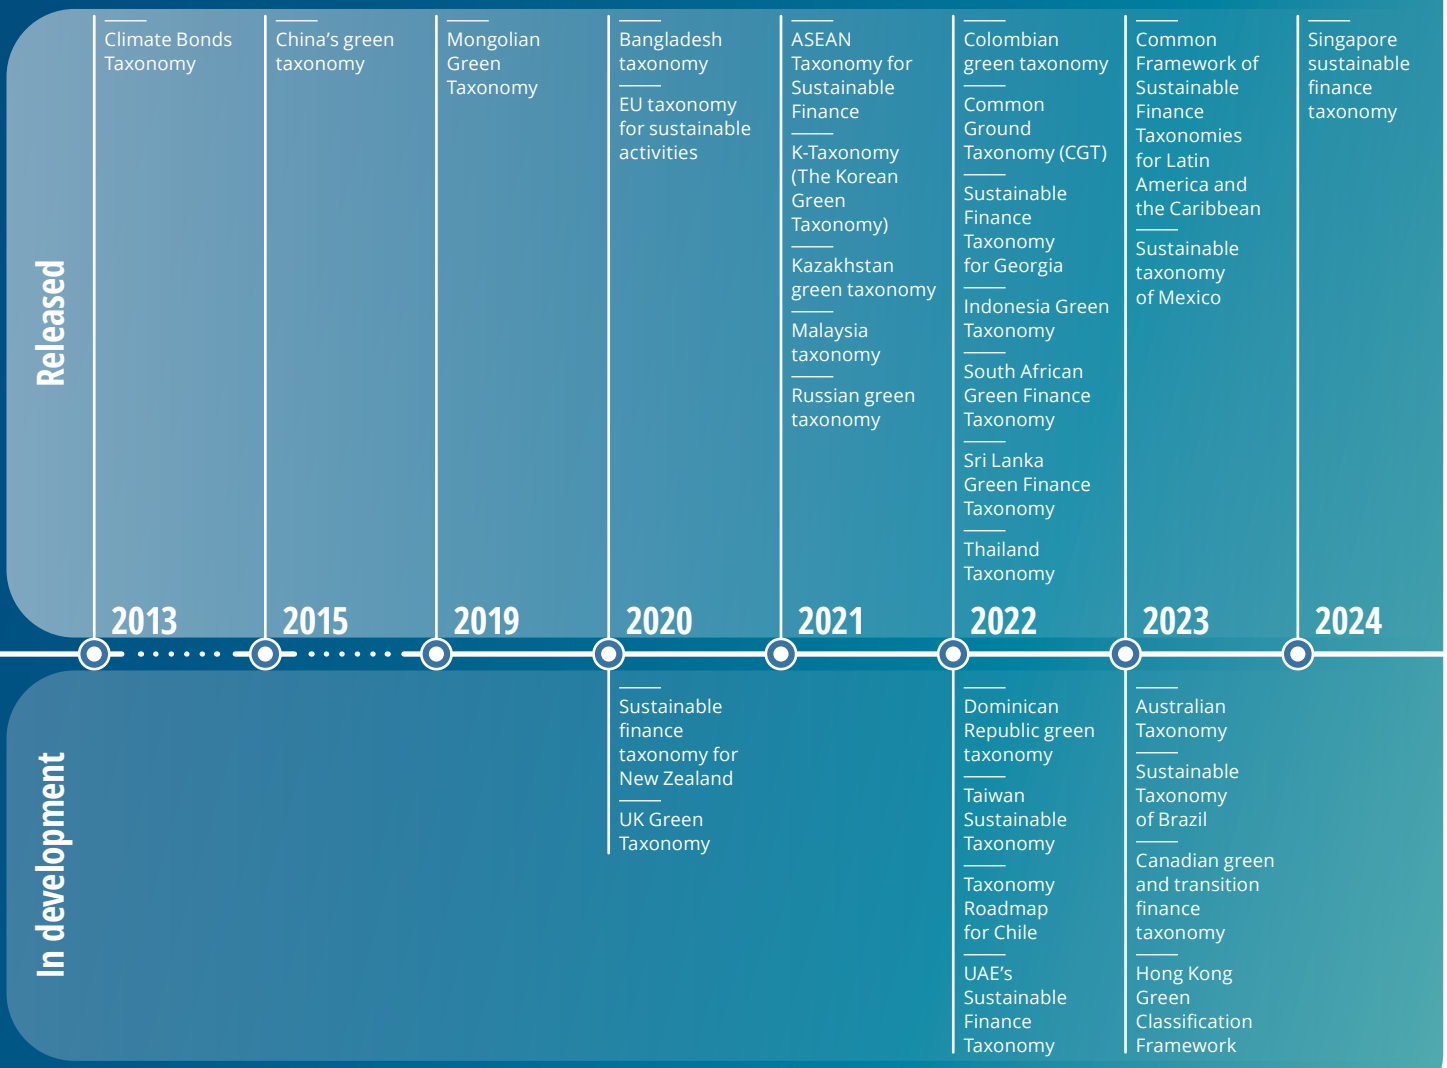 Released
Climate Bonds
Taxonomy
2013
China's green
taxonomy
2015
Mongolian
Green
Taxonomy
2019
Bangladesh
taxonomy
EU taxonomy
for sustainable
activities
2020
ASEAN
Taxonomy for
Sustainable
Finance
K-Taxonomy
(The Korean
Green
Taxonomy)
Kazakhstan
green taxonomy
Malaysia
taxonomy
Russian green
taxonomy
2021
Colombian
green taxonomy
Common
Ground
Taxonomy (CGT)
Sustainable
Finance
Taxonomy
for Georgia
Indonesia Green
Taxonomy
South African
Green Finance
Taxonomy
Sri Lanka
Green Finance
Taxonomy
Thailand
Taxonomy
2022
Common
Framework of
Sustainable
Finance
Taxonomies
for Latin
America and
the Caribbean
Sustainable
taxonomy
of Mexico
2023
Singapore
sustainable
finance
taxonomy
2024
In development
Sustainable
finance
taxonomy for
New Zealand
UK Green
Taxonomy
Dominican
Republic green
taxonomy
Taiwan
Sustainable
Taxonomy
Taxonomy
Roadmap
for Chile
UAE's
Sustainable
Finance
Taxonomy
Australian
Taxonomy
Sustainable
Taxonomy
of Brazil
Canadian green
and transition
finance
taxonomy
Hong Kong
Green
Classification
Framework